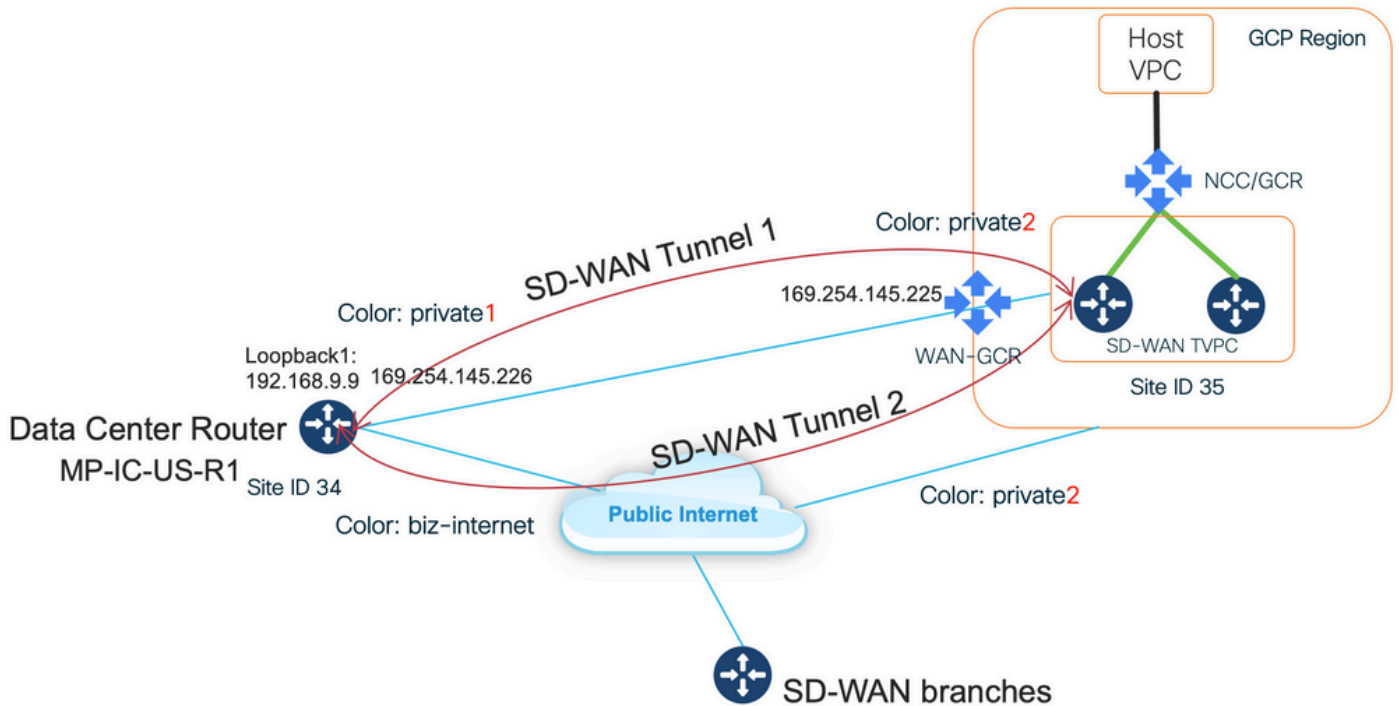 Host
VPC
GCP Region
NCC/GCR
Color: private2
SD-WAN Tunnel 1
169.254.145.225
Color: private1
WAN-GCR
SD-WAN TVPC
Loopback1:
192.168.9.9
169.254.145.226
Site ID 35
SD-WAN Tunnel 2
Data Center Router
MP-IC-US-R1
Site ID 34
Color: private2
Public Internet
Color: biz-internet
SD-WAN branches